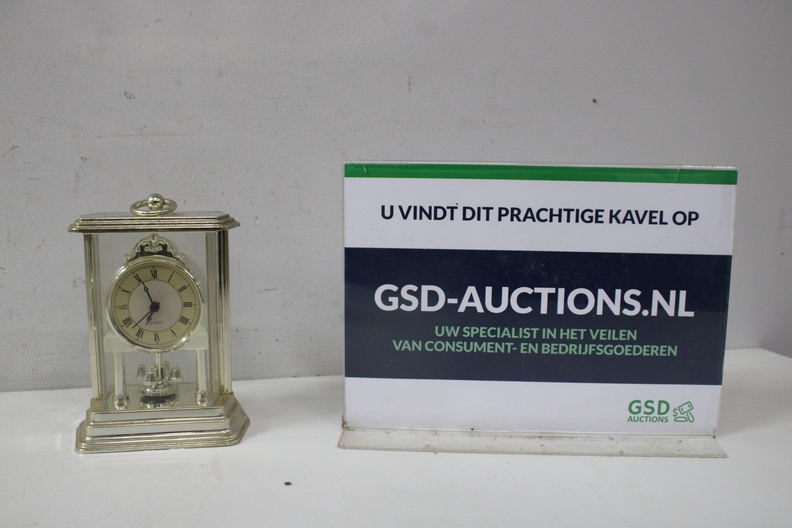 U VINDT DIT PRACHTIGE KAVEL OP
GSD-AUCTIONS.NL
UW SPECIALIST IN HET VEILEN
VAN CONSUMENT- EN BEDRIJFSGOEDEREN
GSD
AUCTIONS